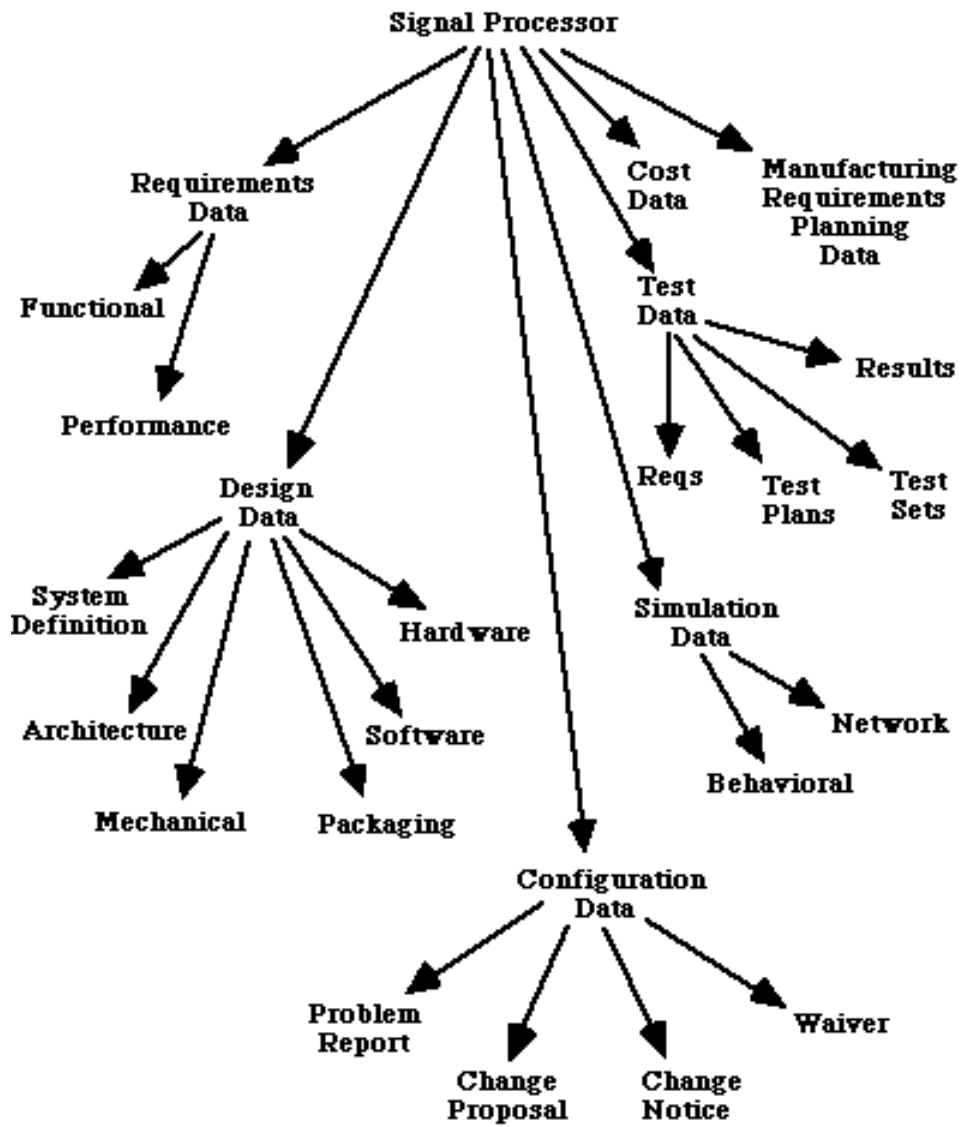 Signal Processor
Requirements
Data
Cost
Data
Manufacturing
Requirements
Planning
Data
Functional
Performance
Test
Data
Results
Reqs
Test
Plans
Test
Sets
Design
Data
System
Definition
Hardware
Architecture
Software
Mechanical
Packaging
Simulation
Data
Network
Behavioral
Configuration
Data
Problem
Report
Change
Proposal
Change
Notice
Waiver